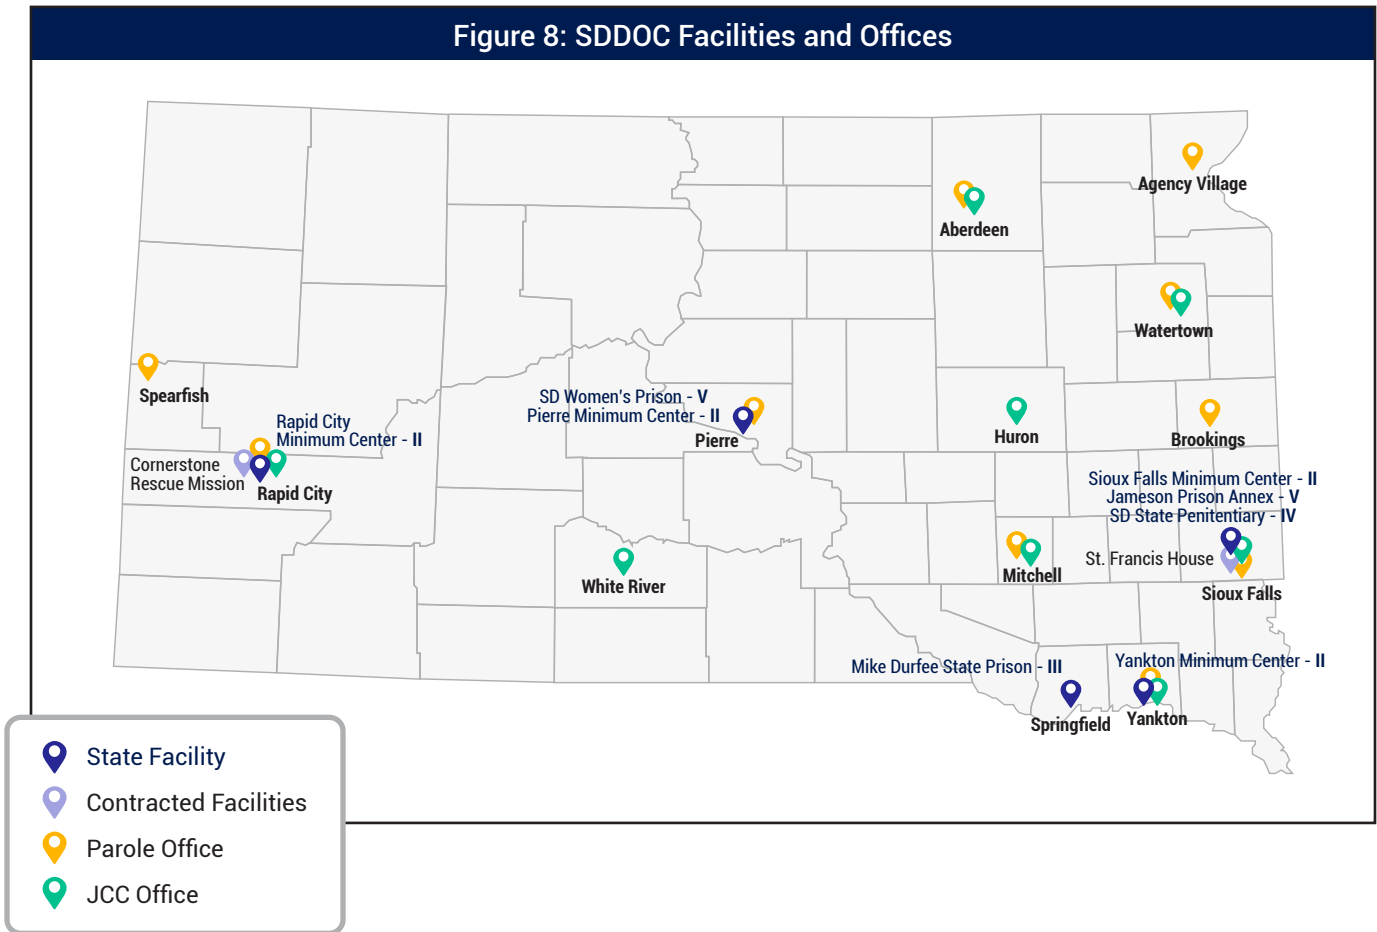 Figure 8: SDDOC Facilities and Offices
Agency Village
Aberdeen
Watertown
Spearfish
SD Women's Prison - V
Pierre Minimum Center - II
Pierre
Huron
Brookings
Rapid City
Minimum Center - II
Cornerstone
Rescue Mission
Rapid City
Sioux Falls Minimum Center - II
Jameson Prison Annex - V
SD State Penitentiary - IV
St. Francis House
Sioux Falls
White River
Mitchell
Mike Durfee State Prison - III
Springfield
Yankton Minimum Center - II
Yankton
State Facility
Contracted Facilities
Parole Office
JCC Office